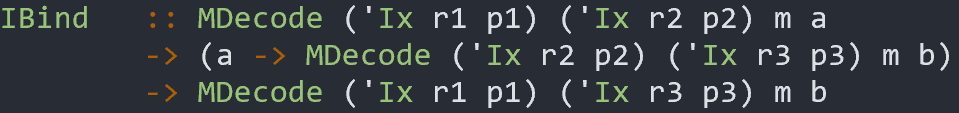 IBind :: MDecode ('Ix r1 p1) ('Ix r2 p2) m a
-> (a -> MDecode ('Ix r2 p2) ('Ix r3 p3) m b)
-> MDecode ('Ix r1 p1) ('Ix r3 p3) m b